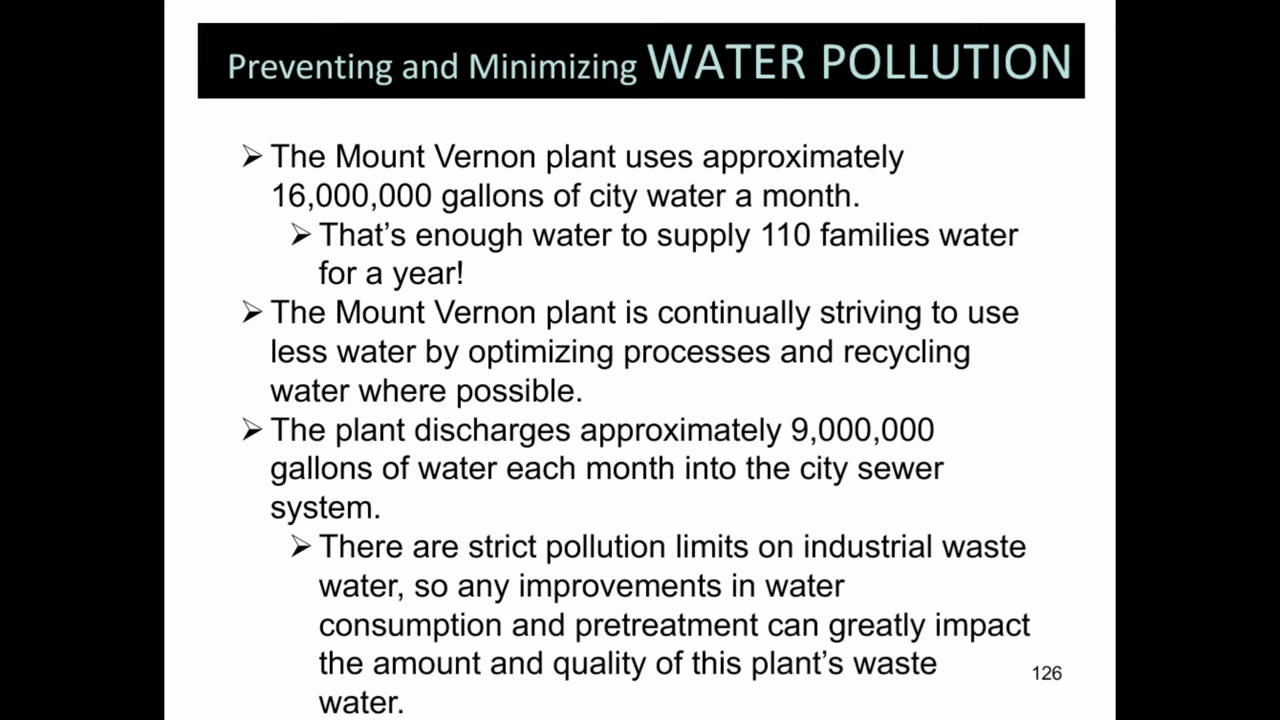 Preventing and Minimizing WATER POLLUTION
➢ The Mount Vernon plant uses approximately
16,000,000 gallons of city water a month.
➢ That's enough water to supply 110 families water
for a year!
➢ The Mount Vernon plant is continually striving to use
less water by optimizing processes and recycling
water where possible.
➢ The plant discharges approximately 9,000,000
gallons of water each month into the city sewer
system.
➢ There are strict pollution limits on industrial waste
water, so any improvements in water
consumption and pretreatment can greatly impact
the amount and quality of this plant's waste
water.
126